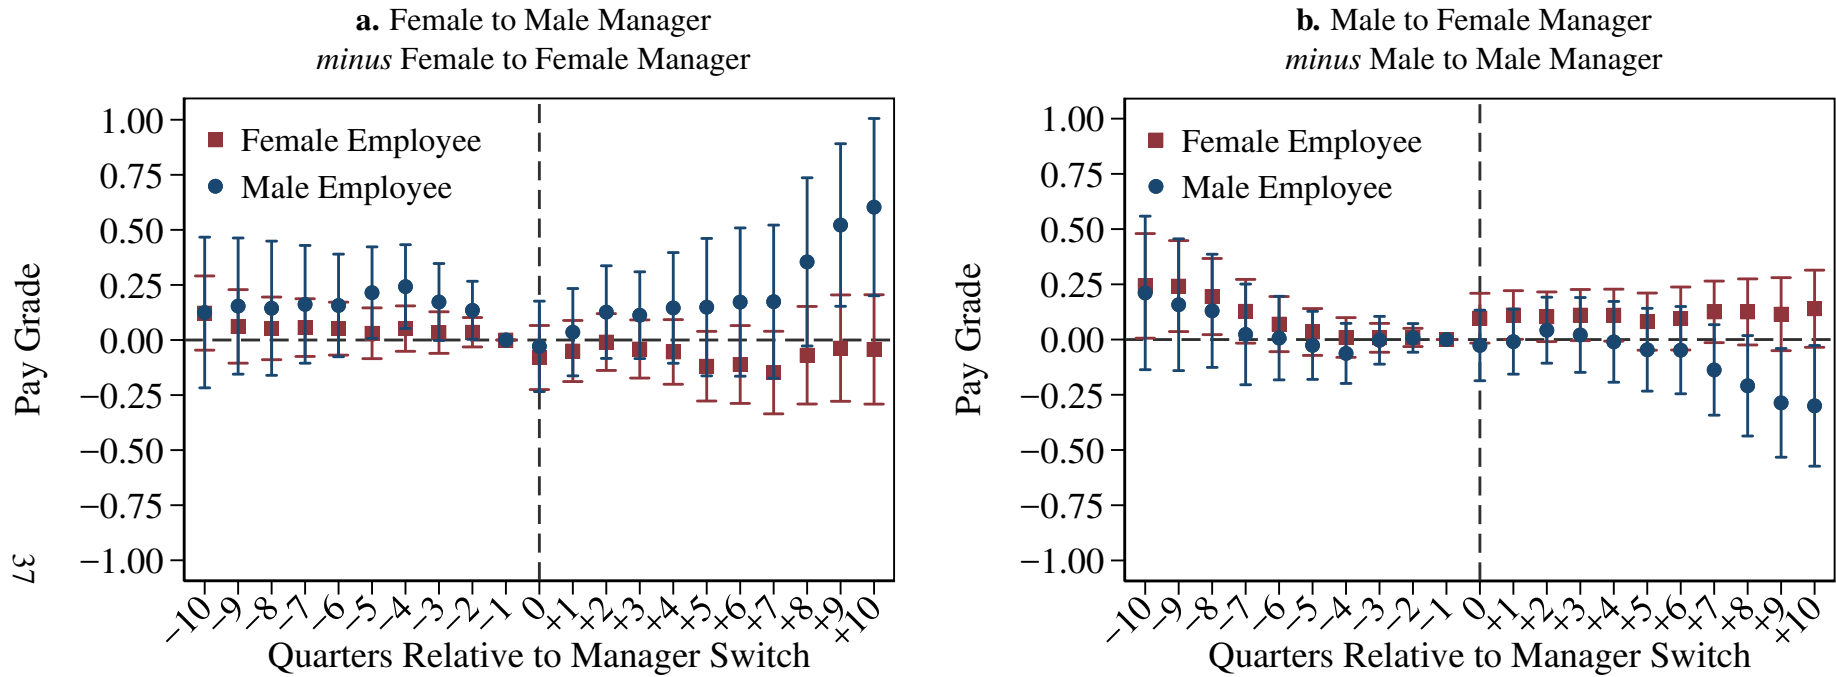 a. Female to Male Manager
minus Female to Female Manager
1.00
0.75
0.50
0.25
0.00
−0.25
−0.50
−0.75
−1.00
Pay Grade
Female Employee
Male Employee
−10 −9 −8 −7 −6 −5 −4 −3 −2 −1 0 +1 +2 +3 +4 +5 +6 +7 +8 +9 +10
Quarters Relative to Manager Switch
b. Male to Female Manager
minus Male to Male Manager
1.00
0.75
0.50
0.25
0.00
−0.25
−0.50
−0.75
−1.00
Pay Grade
Female Employee
Male Employee
−10 −9 −8 −7 −6 −5 −4 −3 −2 −1 0 +1 +2 +3 +4 +5 +6 +7 +8 +9 +10
Quarters Relative to Manager Switch
37